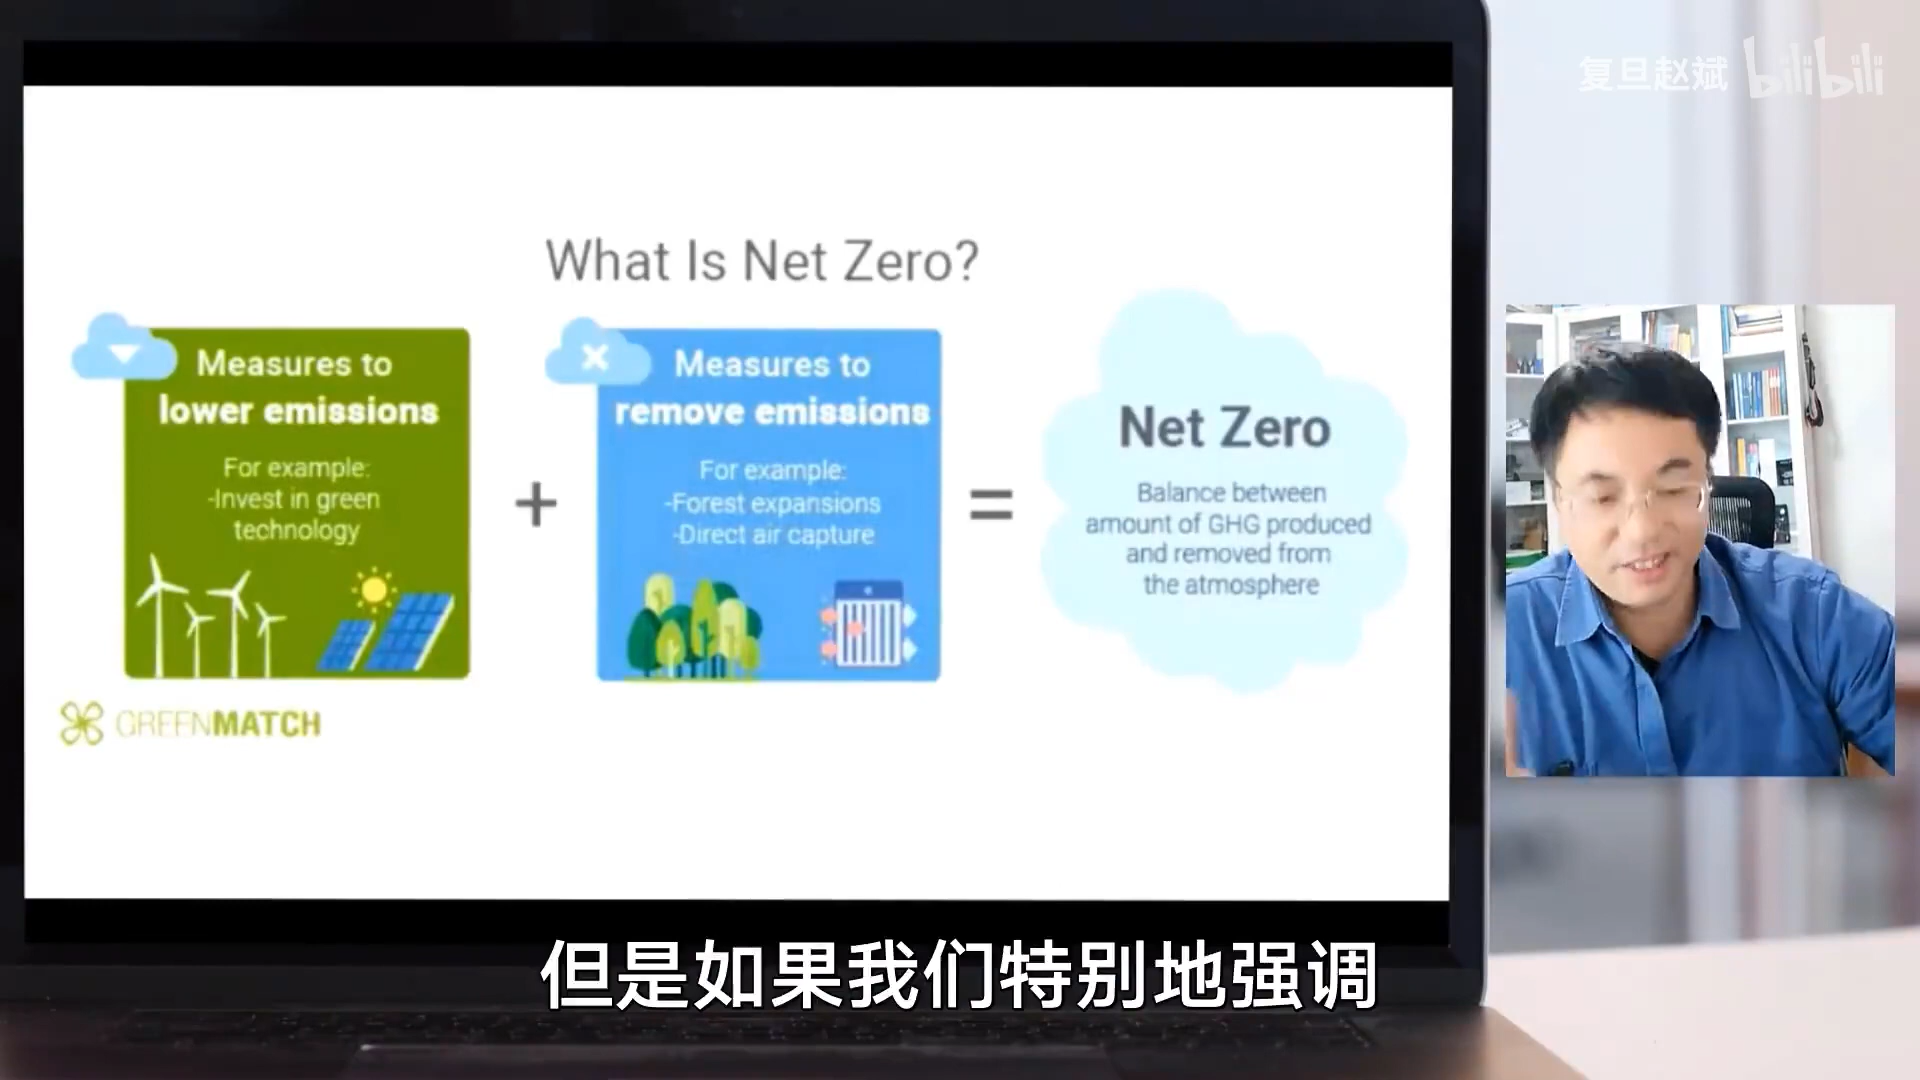 复旦赵斌 bilibili
What Is Net Zero?
Measures to
lower emissions
For example:
-Invest in green
technology
+
Measures to
remove emissions
For example:
-Forest expansions
-Direct air capture
=
Net Zero
Balance between
amount of GHG produced
and removed from
the atmosphere
GREENMATCH
但是如果我们特别地强调